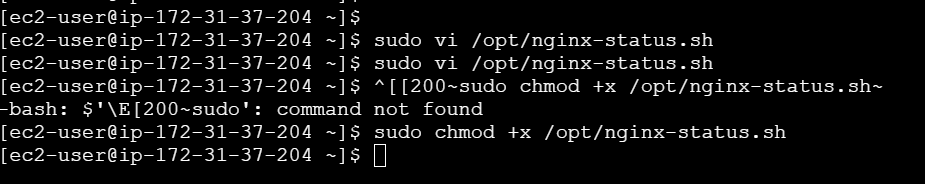 [ec2-user@ip-172-31-37-204 ~]$
[ec2-user@ip-172-31-37-204 ~]$ sudo vi /opt/nginx-status.sh
[ec2-user@ip-172-31-37-204 ~]$ sudo vi /opt/nginx-status.sh
[ec2-user@ip-172-31-37-204 ~]$ ^[[200~sudo chmod +x /opt/nginx-status.sh~
-bash: $'\E[200~sudo': command not found
[ec2-user@ip-172-31-37-204 ~]$ sudo chmod +x /opt/nginx-status.sh
[ec2-user@ip-172-31-37-204 ~]$